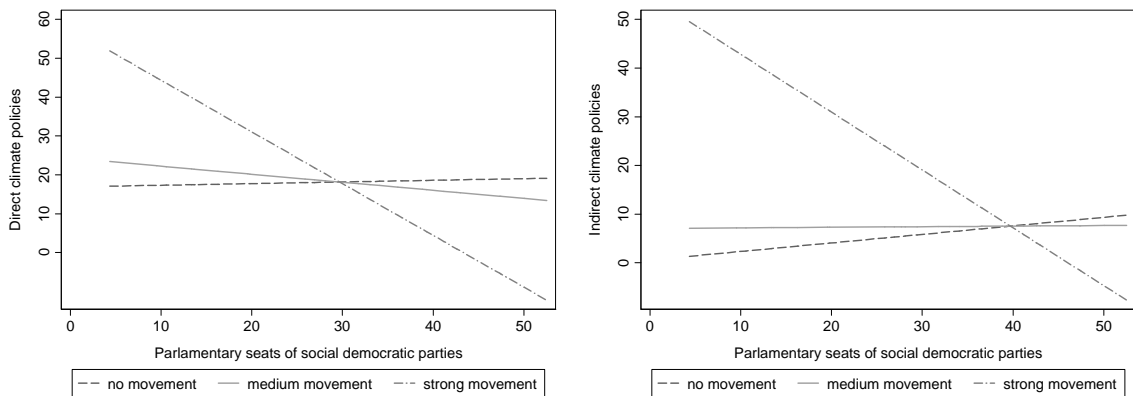 Direct climate policies
60
50
40
30
20
10
0
0 10 20 30 40 50
Parlamentary seats of social democratic parties
no movement medium movement strong movement
Indirect climate policies
50
40
30
20
10
0
0 10 20 30 40 50
Parlamentary seats of social democratic parties
no movement medium movement strong movement